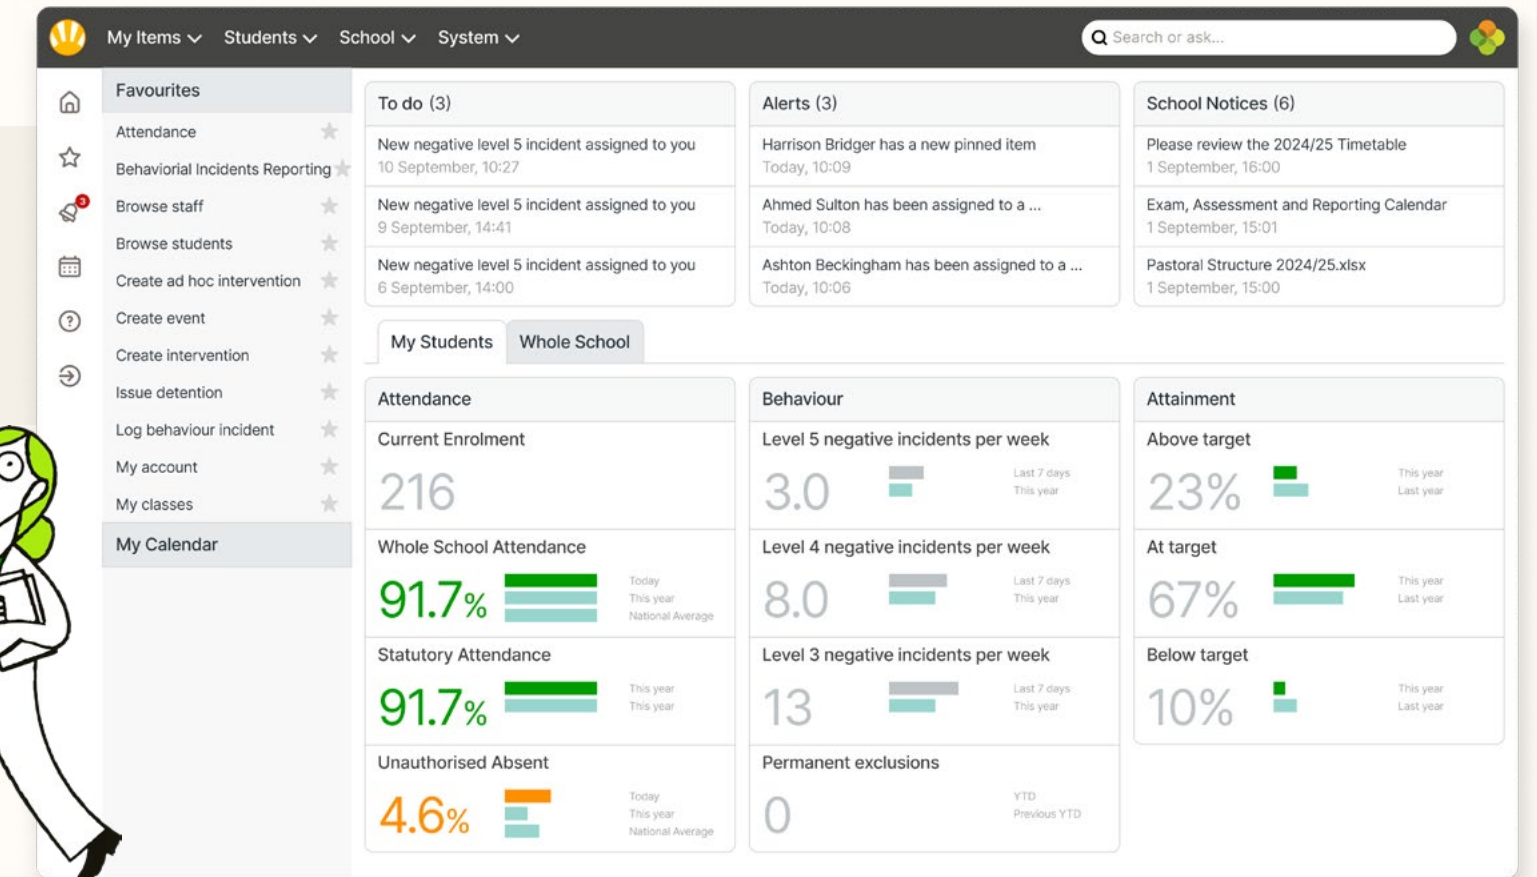 My Items
Students
School
System
Search or ask...
3
Favourites
Attendance
Behaviorial Incidents Reporting
Browse staff
Browse students
Create ad hoc intervention
Create event
Create intervention
Issue detention
Log behaviour incident
My account
My classes
My Calendar
To do (3)
New negative level 5 incident assigned to you
10 September, 10:27
New negative level 5 incident assigned to you
9 September, 14:41
New negative level 5 incident assigned to you
6 September, 14:00
Alerts (3)
Harrison Bridger has a new pinned item
Today, 10:09
Ahmed Sulton has been assigned to a ...
Today, 10:08
Ashton Beckingham has been assigned to a ...
Today, 10:06
School Notices (6)
Please review the 2024/25 Timetable
1 September, 16:00
Exam, Assessment and Reporting Calendar
1 September, 15:01
Pastoral Structure 2024/25.xlsx
1 September, 15:00
My Students
Whole School
Attendance
Current Enrolment
216
Whole School Attendance
91.7%
Today
This year
National Average
Statutory Attendance
91.7%
This year
This year
Unauthorised Absent
4.6%
Today
This year
National Average
Behaviour
Level 5 negative incidents per week
3.0
Last 7 days
This year
Level 4 negative incidents per week
8.0
Last 7 days
This year
Level 3 negative incidents per week
13
Last 7 days
This year
Permanent exclusions
0
YTD
Previous YTD
Attainment
Above target
23%
This year
Last year
At target
67%
This year
Last year
Below target
10%
This year
Last year